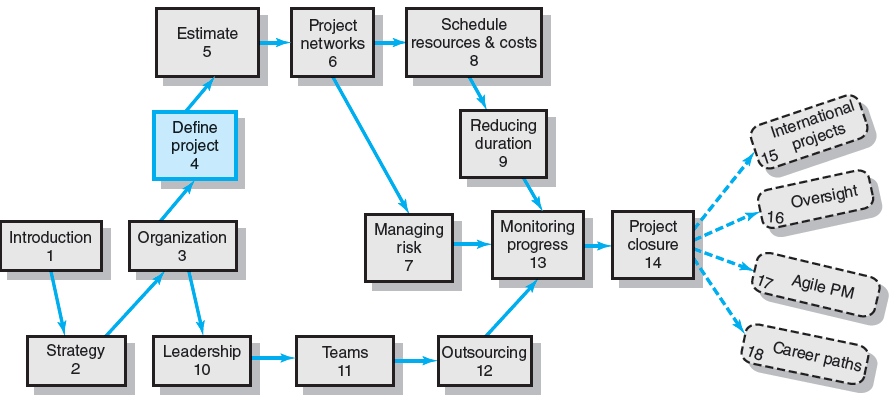 Estimate
5
Project
networks
6
Schedule
resources & costs
8
Define
project
4
Reducing
duration
9
International
projects
15
Oversight
16
Introduction
1
Organization
3
Managing
risk
7
Monitoring
progress
13
Project
closure
14
Agile PM
17
Strategy
2
Leadership
10
Teams
11
Outsourcing
12
Career paths
18